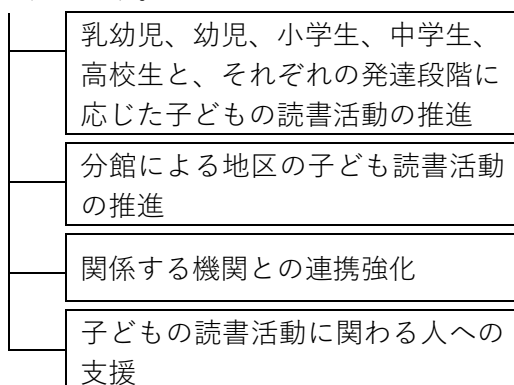 乳幼児、幼児、小学生、中学生、
高校生と、それぞれの発達段階に
応じた子どもの読書活動の推進
分館による地区の子ども読書活動
の推進
関係する機関との連携強化
子どもの読書活動に関わる人への
支援